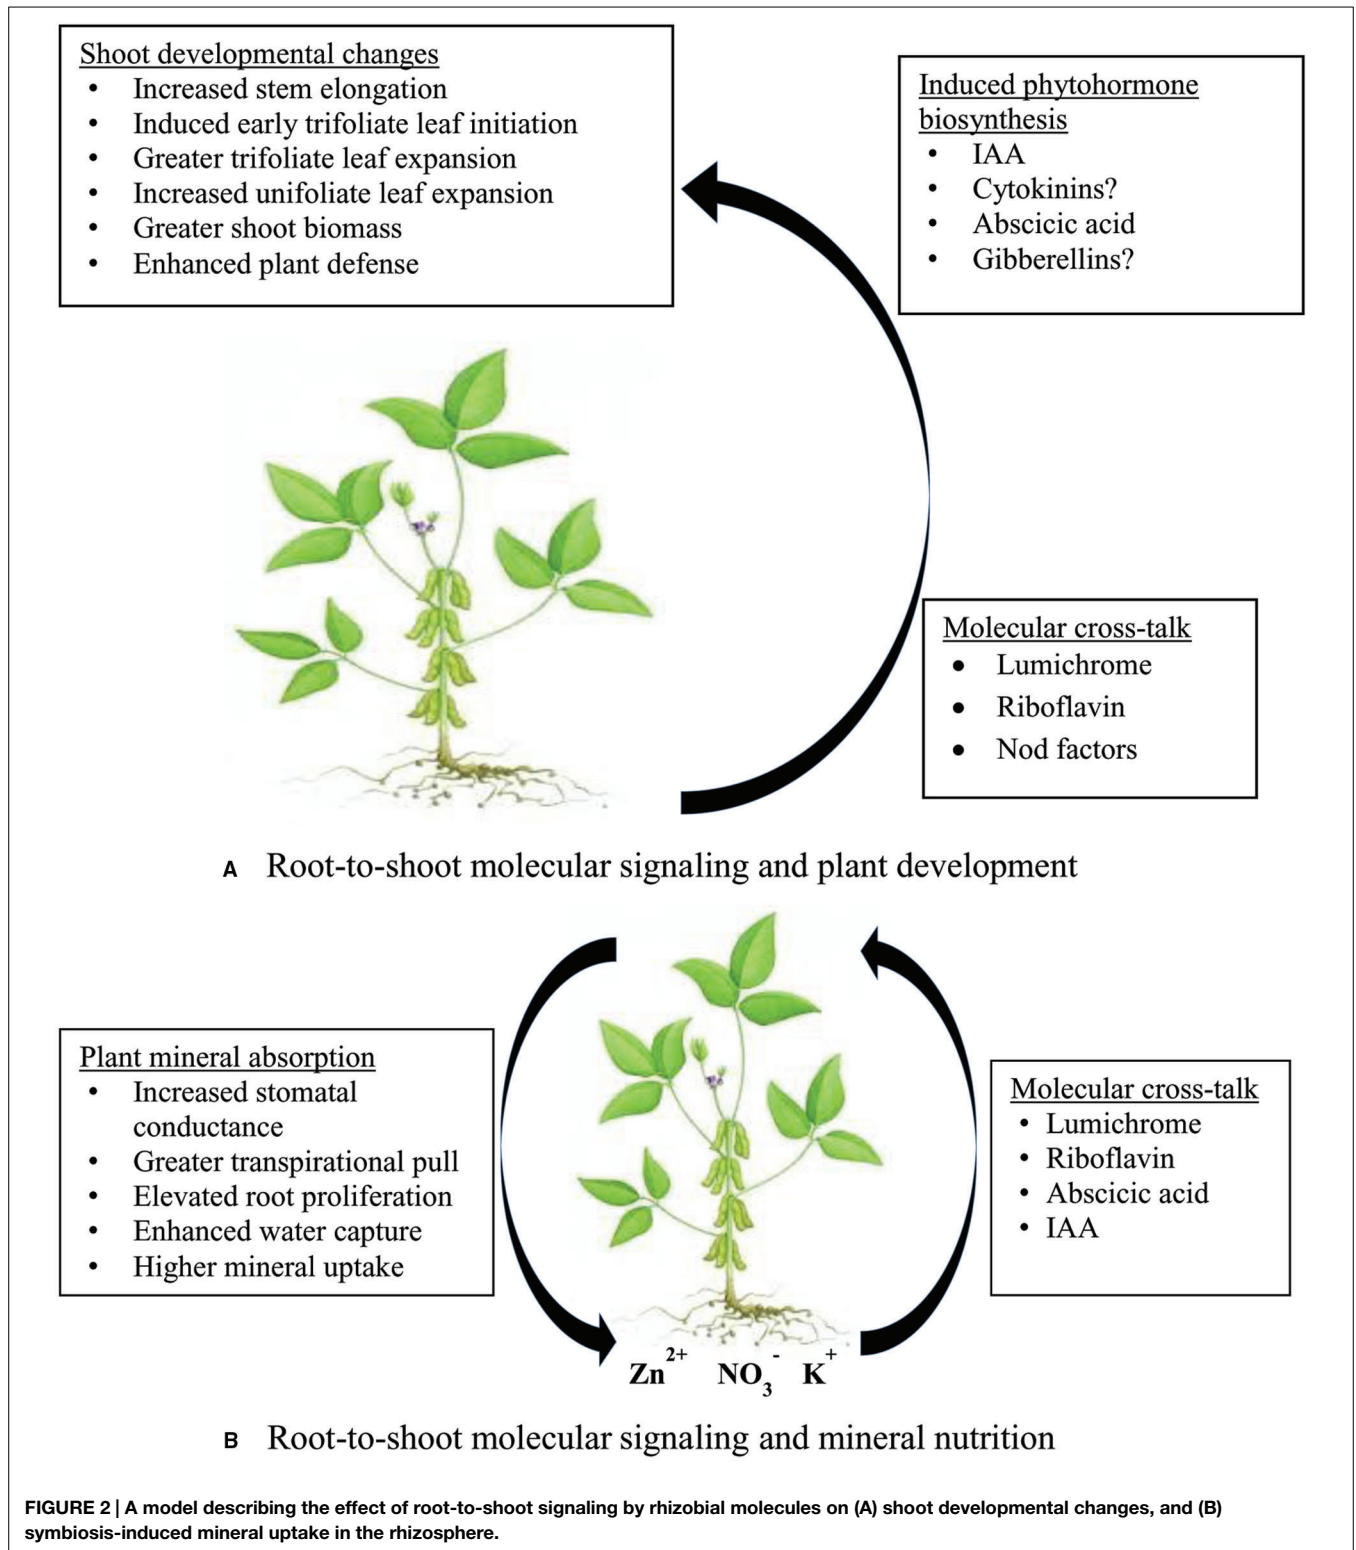 Shoot developmental changes
• Increased stem elongation
• Induced early trifoliate leaf initiation
• Greater trifoliate leaf expansion
• Increased unifoliate leaf expansion
• Greater shoot biomass
• Enhanced plant defense
Induced phytohormone
biosynthesis
• IAA
• Cytokinins?
• Abscicic acid
• Gibberellins?
Molecular cross-talk
• Lumichrome
• Riboflavin
• Nod factors
A Root-to-shoot molecular signaling and plant development
Plant mineral absorption
• Increased stomatal
conductance
• Greater transpirational pull
• Elevated root proliferation
• Enhanced water capture
• Higher mineral uptake
Molecular cross-talk
• Lumichrome
• Riboflavin
• Abscicic acid
• IAA
Zn²⁺ NO₃⁻ K⁺
B Root-to-shoot molecular signaling and mineral nutrition
FIGURE 2 | A model describing the effect of root-to-shoot signaling by rhizobial molecules on (A) shoot developmental changes, and (B)
symbiosis-induced mineral uptake in the rhizosphere.